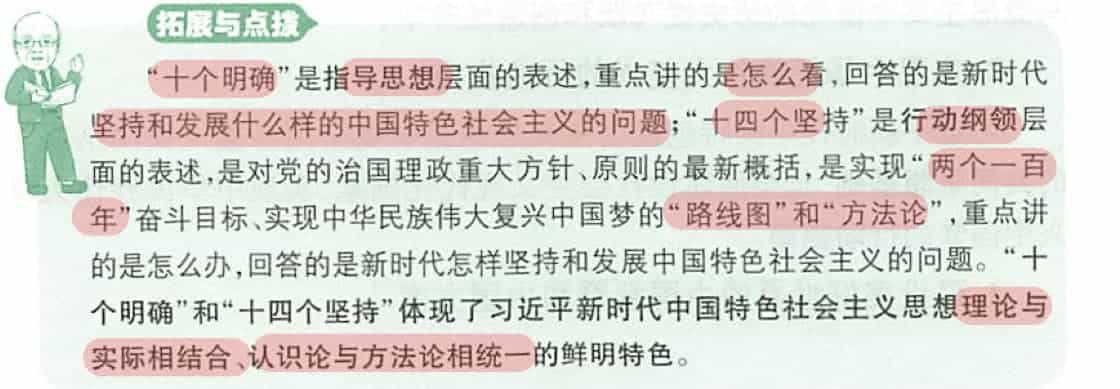 拓展与点拨
“十个明确”是指导思想层面的表述,重点讲的是怎么看,回答的是新时代
坚持和发展什么样的中国特色社会主义的问题;“十四个坚持”是行动纲领层
面的表述,是对党的治国理政重大方针、原则的最新概括,是实现“两个一百
年”奋斗目标、实现中华民族伟大复兴中国梦的“路线图”和“方法论”,重点讲
的是怎么办,回答的是新时代怎样坚持和发展中国特色社会主义的问题。“十
个明确”和“十四个坚持”体现了习近平新时代中国特色社会主义思想理论与
实际相结合、认识论与方法论相统一的鲜明特色。